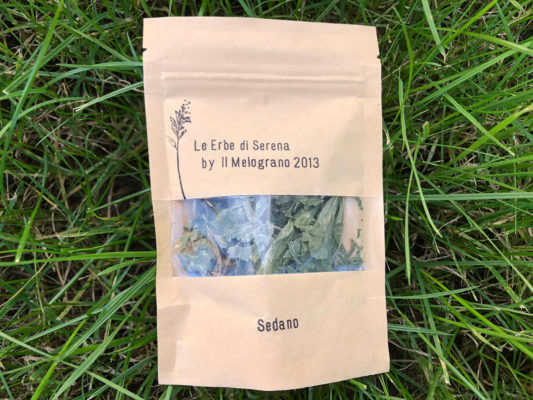 Le Erbe di Serena
by Il Melograno 2013
Sedano